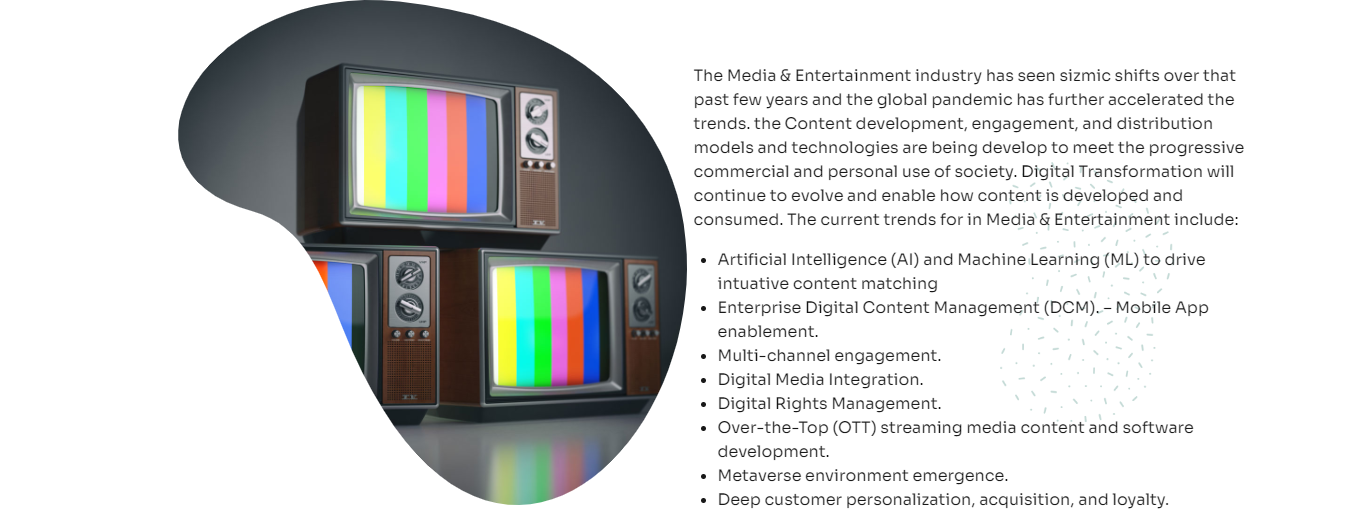 The Media & Entertainment industry has seen sizmic shifts over that
past few years and the global pandemic has further accelerated the
trends. the Content development, engagement, and distribution
models and technologies are being develop to meet the progressive
commercial and personal use of society. Digital Transformation will
continue to evolve and enable how content is developed and
consumed. The current trends for in Media & Entertainment include:
• Artificial Intelligence (AI) and Machine Learning (ML) to drive
intuative content matching
• Enterprise Digital Content Management (DCM). – Mobile App
enablement.
• Multi-channel engagement.
• Digital Media Integration.
• Digital Rights Management.
• Over-the-Top (OTT) streaming media content and software
development.
• Metaverse environment emergence.
• Deep customer personalization, acquisition, and loyalty.